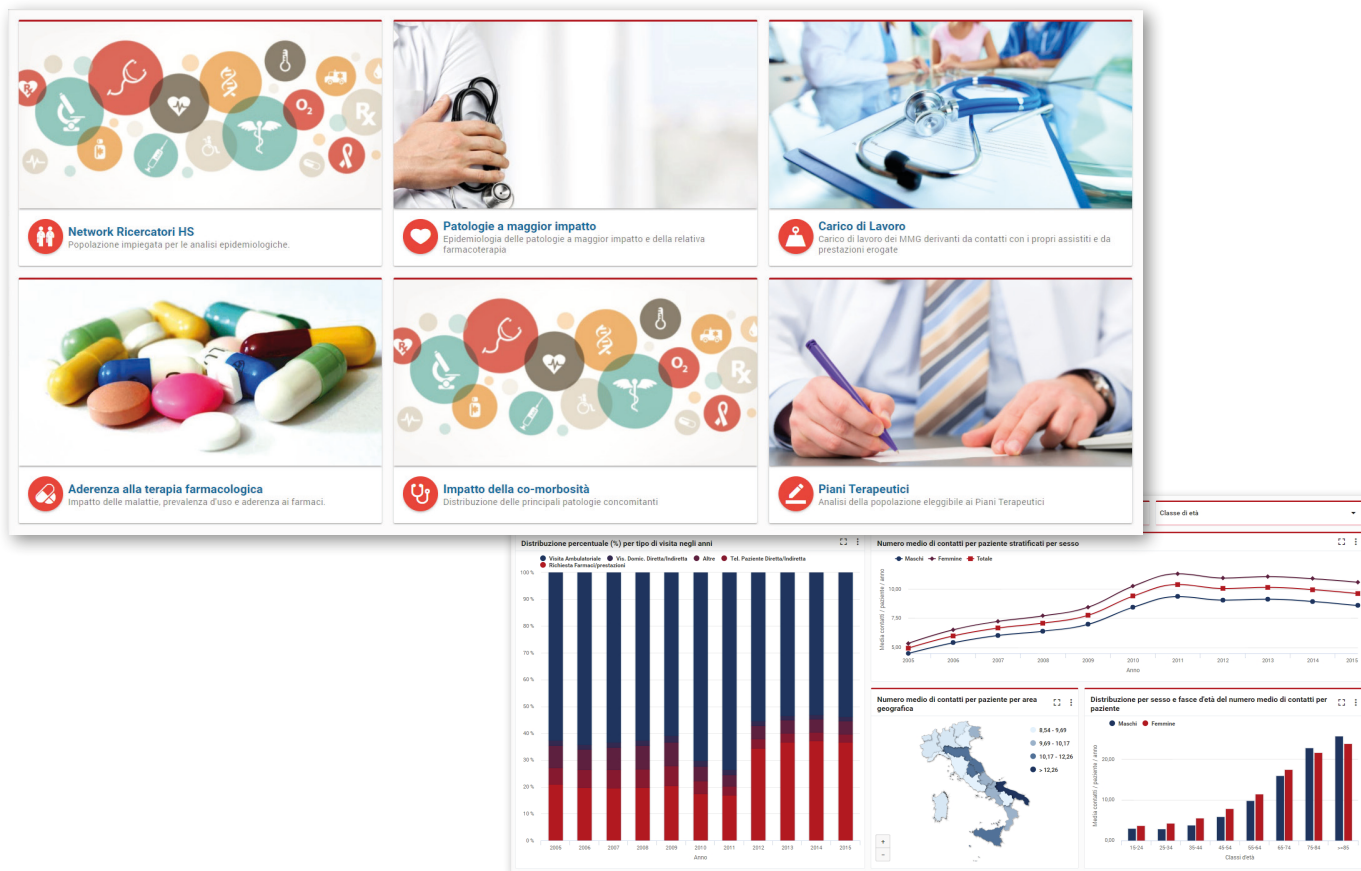 Network Ricercatori HS
Popolazione impiegata per le analisi epidemiologiche.
Patologie a maggior impatto
Epidemiologia delle patologie a maggior impatto e della relativa
farmacoterapia
Carico di Lavoro
Carico di lavoro dei MMG derivanti da contatti con i propri assistiti e da
prestazioni erogate
Aderenza alla terapia farmacologica
Impatto delle malattie, prevalenza d'uso e aderenza ai farmaci.
Impatto della co-morbosità
Distribuzione delle principali patologie concomitanti
Piani Terapeutici
Analisi della popolazione eleggibile ai Piani Terapeutici
Classe di età
Distribuzione percentuale (%) per tipo di visita negli anni
Visita Ambulatoriale Vis. Domic. Diretta/Indiretta Altre Tel. Paziente Diretta/Indiretta
Richiesta Farmaci/prestazioni
100 %
90 %
80 %
70 %
60 %
50 %
40 %
30 %
20 %
10 %
0 %
2005 2006 2007 2008 2009 2010 2011 2012 2013 2014 2015
Anno
Numero medio di contatti per paziente stratificati per sesso
Maschi Femmine Totale
Media contatti / paziente / anno
10,00
7,50
5,00
2005 2006 2007 2008 2009 2010 2011 2012 2013 2014 2015
Anno
Numero medio di contatti per paziente per area
geografica
8,54 - 9,69
9,69 - 10,17
10,17 - 12,26
> 12,26
+
-
Distribuzione per sesso e fasce d'età del numero medio di contatti per
paziente
Maschi Femmine
Media contatti / paziente / anno
20,00
10,00
0,00
15-24 25-34 35-44 45-54 55-64 65-74 75-84 >=85
Classi d'età
O2
Rx
O2
Rx